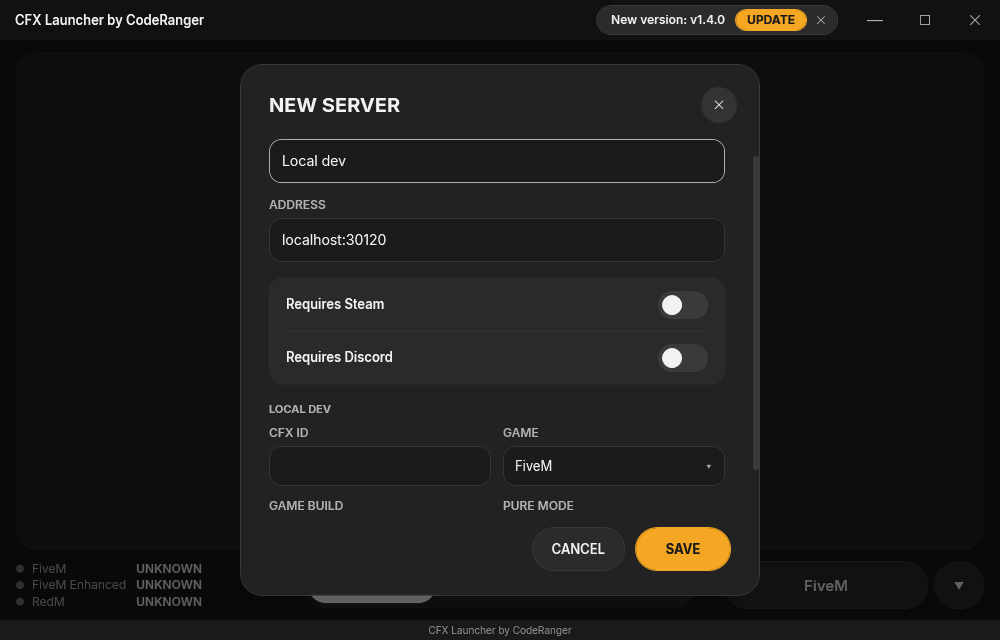 CFX Launcher by CodeRanger
New version: v1.4.0 UPDATE
NEW SERVER
Local dev
ADDRESS
localhost:30120
Requires Steam
Requires Discord
LOCAL DEV
CFX ID GAME
FiveM
GAME BUILD PURE MODE
CANCEL SAVE
FiveM UNKNOWN
FiveM Enhanced UNKNOWN
RedM UNKNOWN
FiveM
CFX Launcher by CodeRanger